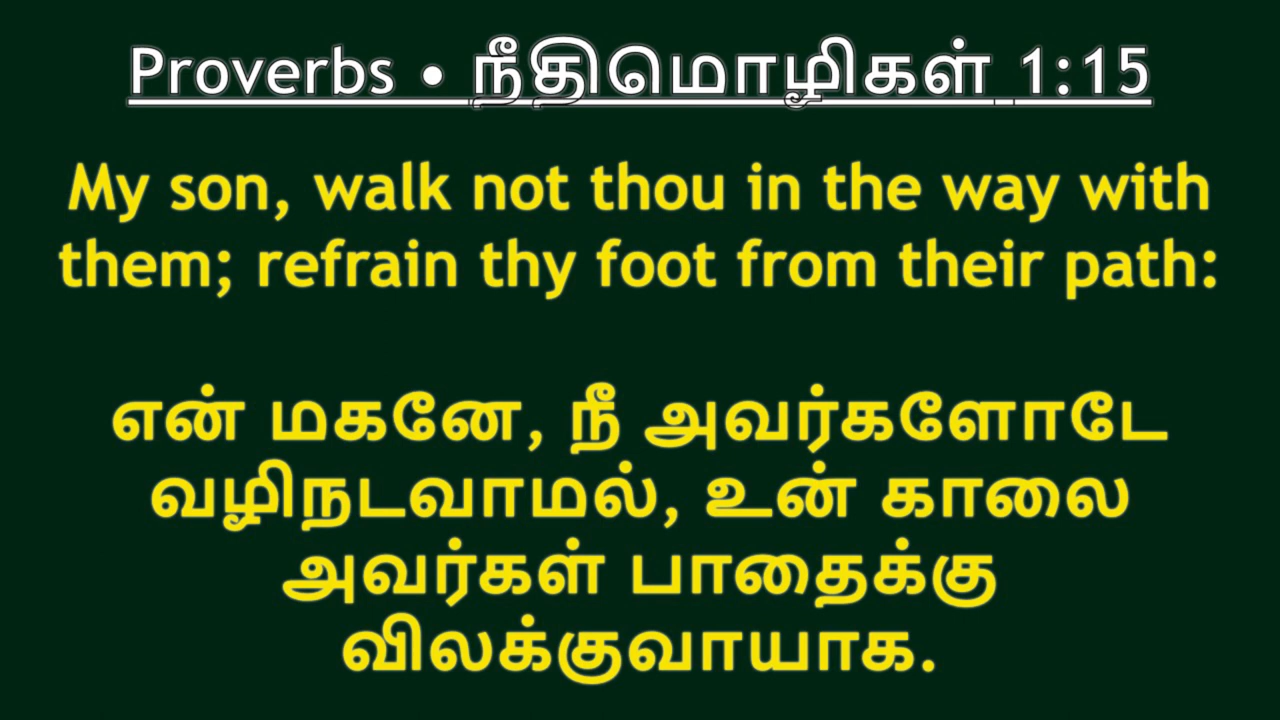 Proverbs • நீதிமொழிகள் 1:15
My son, walk not thou in the way with
them; refrain thy foot from their path:
என் மகனே, நீ அவர்களோடே
வழிநடவாமல், உன் காலை
அவர்கள் பாதைக்கு
விலக்குவாயாக.